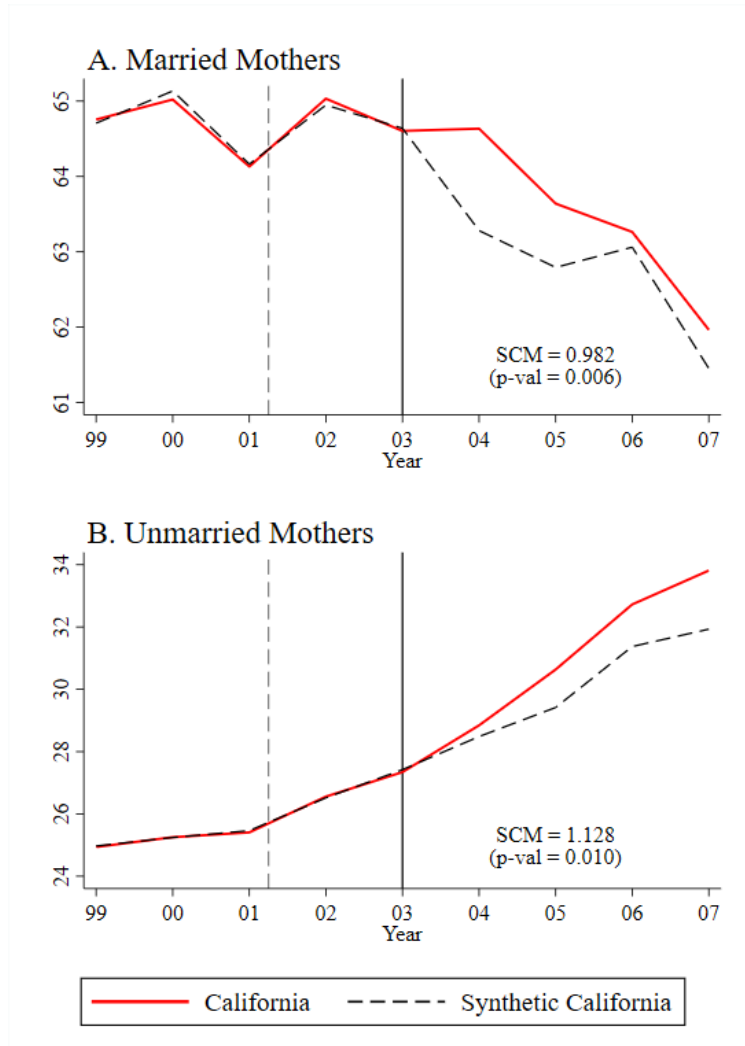 A. Married Mothers
65
64
63
62
61
SCM = 0.982
(p-val = 0.006)
99 00 01 02 03 04 05 06 07
Year
B. Unmarried Mothers
34
32
30
28
26
24
SCM = 1.128
(p-val = 0.010)
99 00 01 02 03 04 05 06 07
Year
California Synthetic California